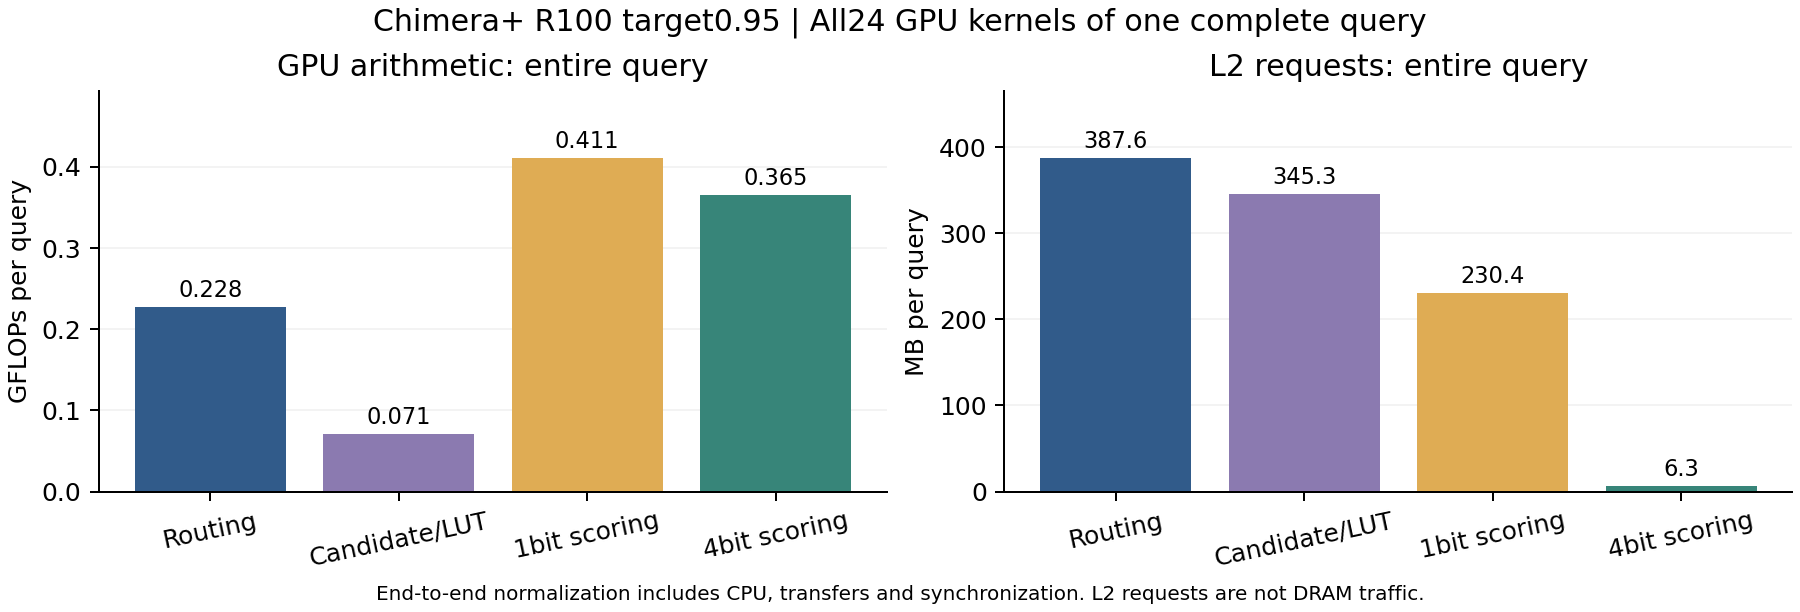 Chimera+ R100 target0.95 | All24 GPU kernels of one complete query
GPU arithmetic: entire query
GFLOPs per query
0.4
0.3
0.2
0.1
0.0
0.228
0.071
0.411
0.365
Routing
Candidate/LUT
1bit scoring
4bit scoring
L2 requests: entire query
MB per query
400
300
200
100
0
387.6
345.3
230.4
6.3
Routing
Candidate/LUT
1bit scoring
4bit scoring
End-to-end normalization includes CPU, transfers and synchronization. L2 requests are not DRAM traffic.